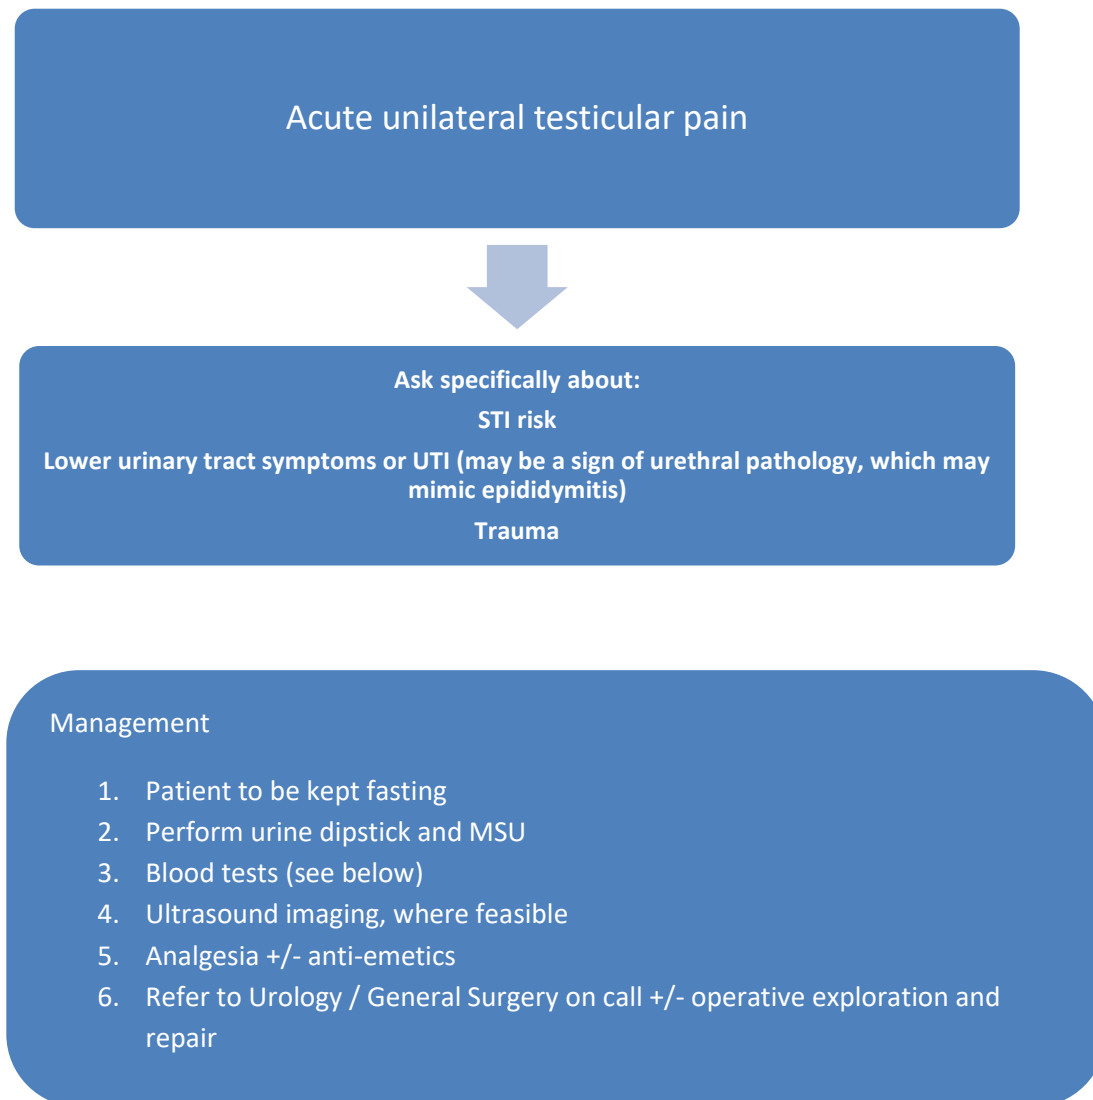 Acute unilateral testicular pain
Ask specifically about:
STI risk
Lower urinary tract symptoms or UTI (may be a sign of urethral pathology, which may
mimic epididymitis)
Trauma
Management
1. Patient to be kept fasting
2. Perform urine dipstick and MSU
3. Blood tests (see below)
4. Ultrasound imaging, where feasible
5. Analgesia +/- anti-emetics
6. Refer to Urology / General Surgery on call +/- operative exploration and
repair